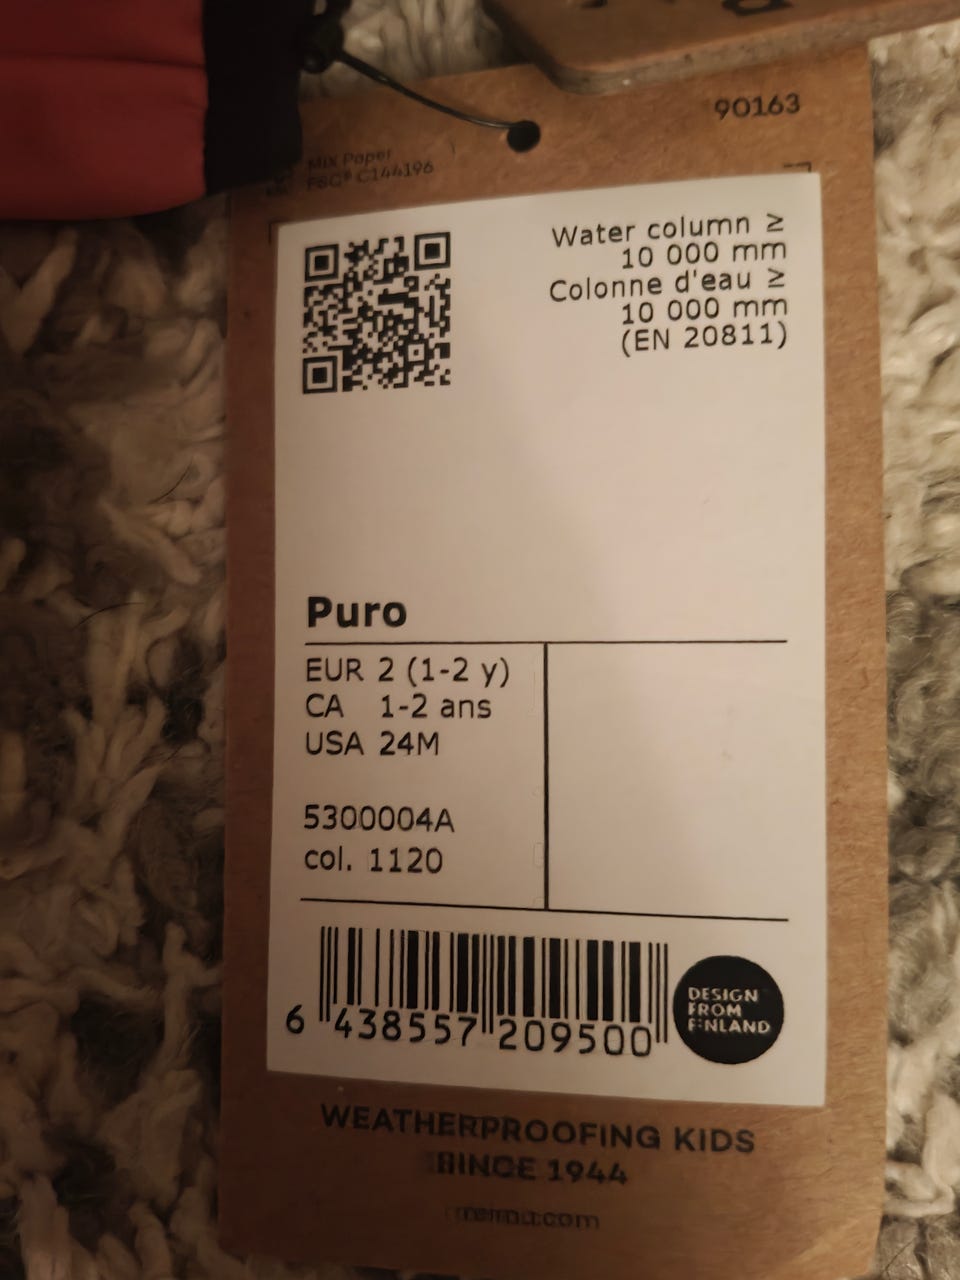 90163
MIX Paper
FSC® C144196
Water column ≥
10 000 mm
Colonne d'eau ≥
10 000 mm
(EN 20811)
Puro
EUR 2 (1-2 y)
CA 1-2 ans
USA 24M
5300004A
col. 1120
6 438557 209500
DESIGN
FROM
FINLAND
WEATHERPROOFING KIDS
SINCE 1944